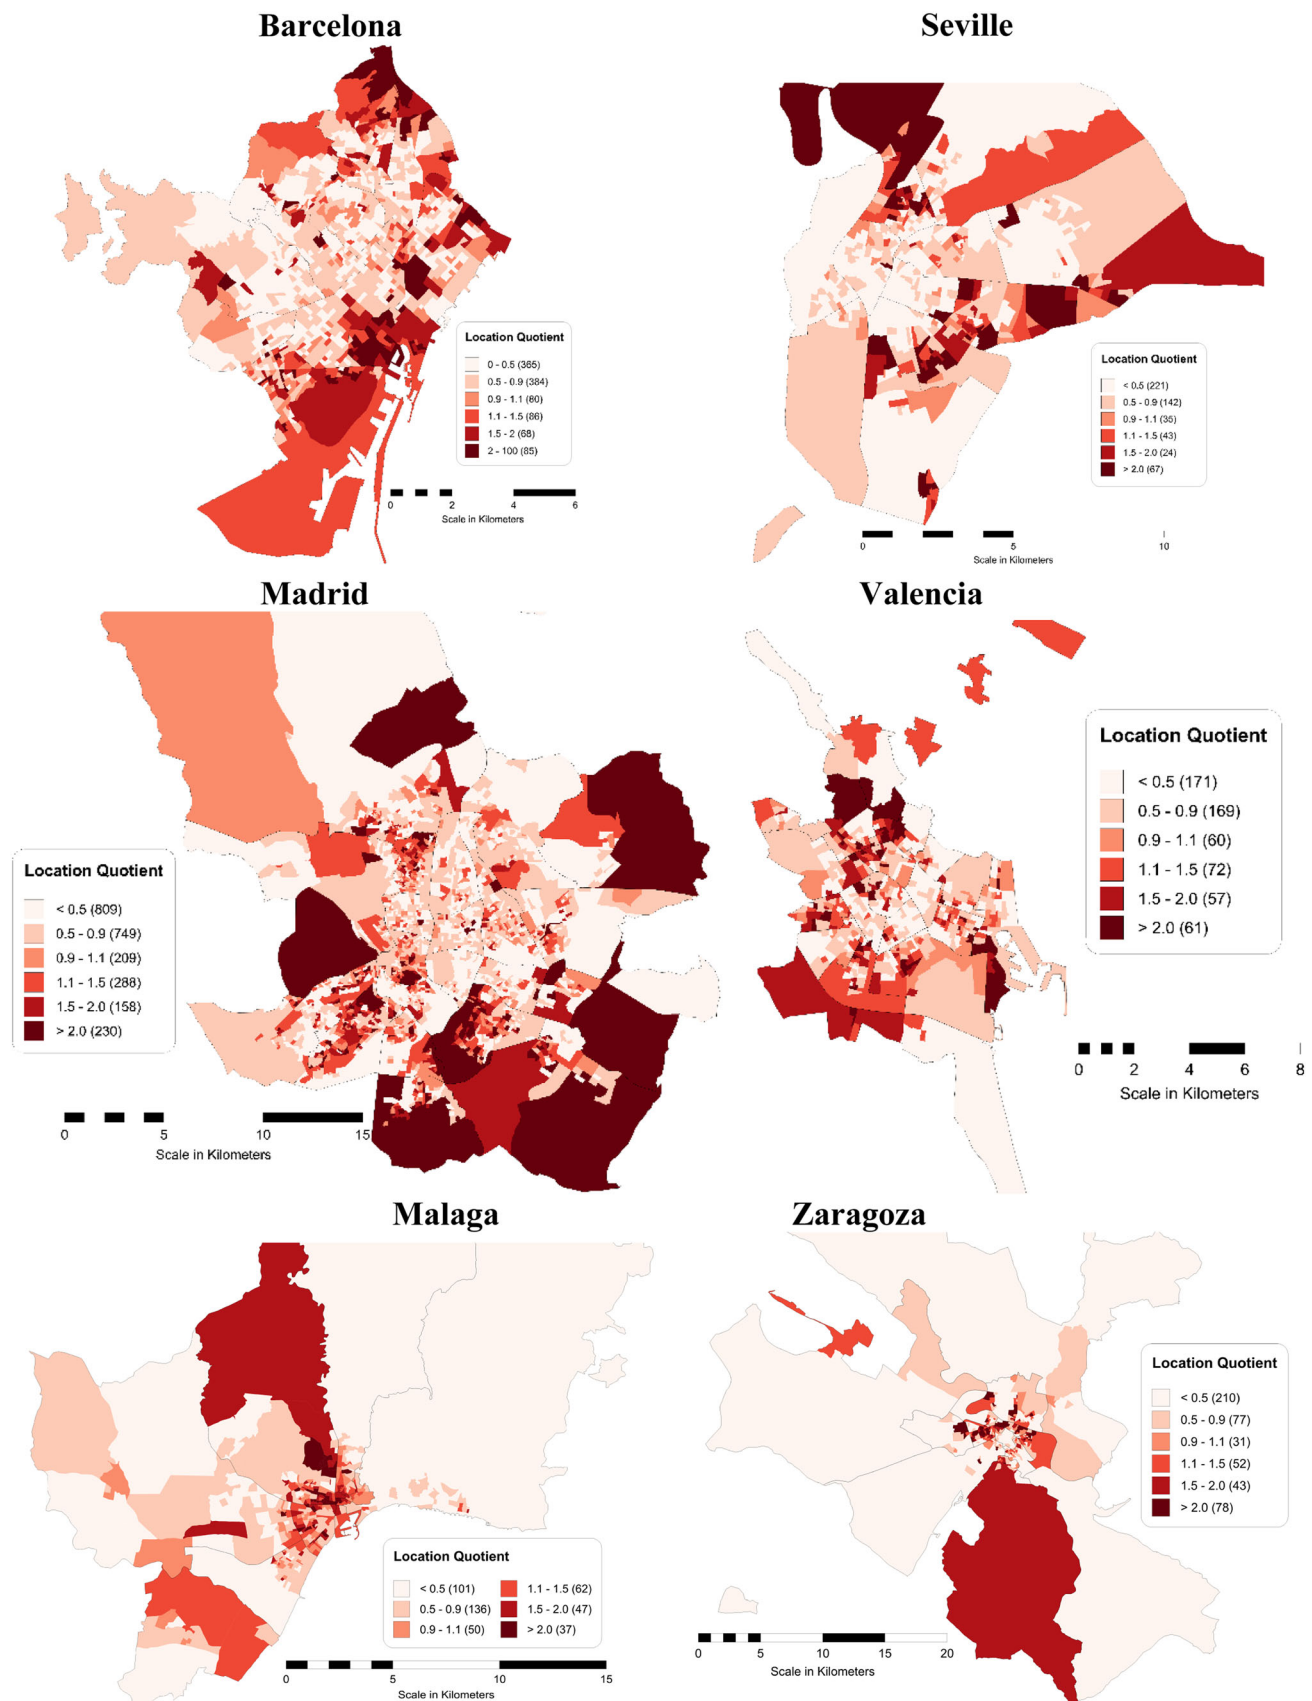 Barcelona
Location Quotient
0 - 0.5 (365)
0.5 - 0.9 (384)
0.9 - 1.1 (80)
1.1 - 1.5 (86)
1.5 - 2 (68)
2 - 100 (85)
0 2 4 6
Scale in Kilometers
Seville
Location Quotient
< 0.5 (221)
0.5 - 0.9 (142)
0.9 - 1.1 (35)
1.1 - 1.5 (43)
1.5 - 2.0 (24)
> 2.0 (67)
0 5 10
Scale in Kilometers
Madrid
Location Quotient
< 0.5 (809)
0.5 - 0.9 (749)
0.9 - 1.1 (209)
1.1 - 1.5 (288)
1.5 - 2.0 (158)
> 2.0 (230)
0 5 10 15
Scale in Kilometers
Valencia
Location Quotient
< 0.5 (171)
0.5 - 0.9 (169)
0.9 - 1.1 (60)
1.1 - 1.5 (72)
1.5 - 2.0 (57)
> 2.0 (61)
0 2 4 6 8
Scale in Kilometers
Malaga
Location Quotient
< 0.5 (101)
0.5 - 0.9 (136)
0.9 - 1.1 (50)
1.1 - 1.5 (62)
1.5 - 2.0 (47)
> 2.0 (37)
0 5 10 15
Scale in Kilometers
Zaragoza
Location Quotient
< 0.5 (210)
0.5 - 0.9 (77)
0.9 - 1.1 (31)
1.1 - 1.5 (52)
1.5 - 2.0 (43)
> 2.0 (78)
0 5 10 15 20
Scale in Kilometers